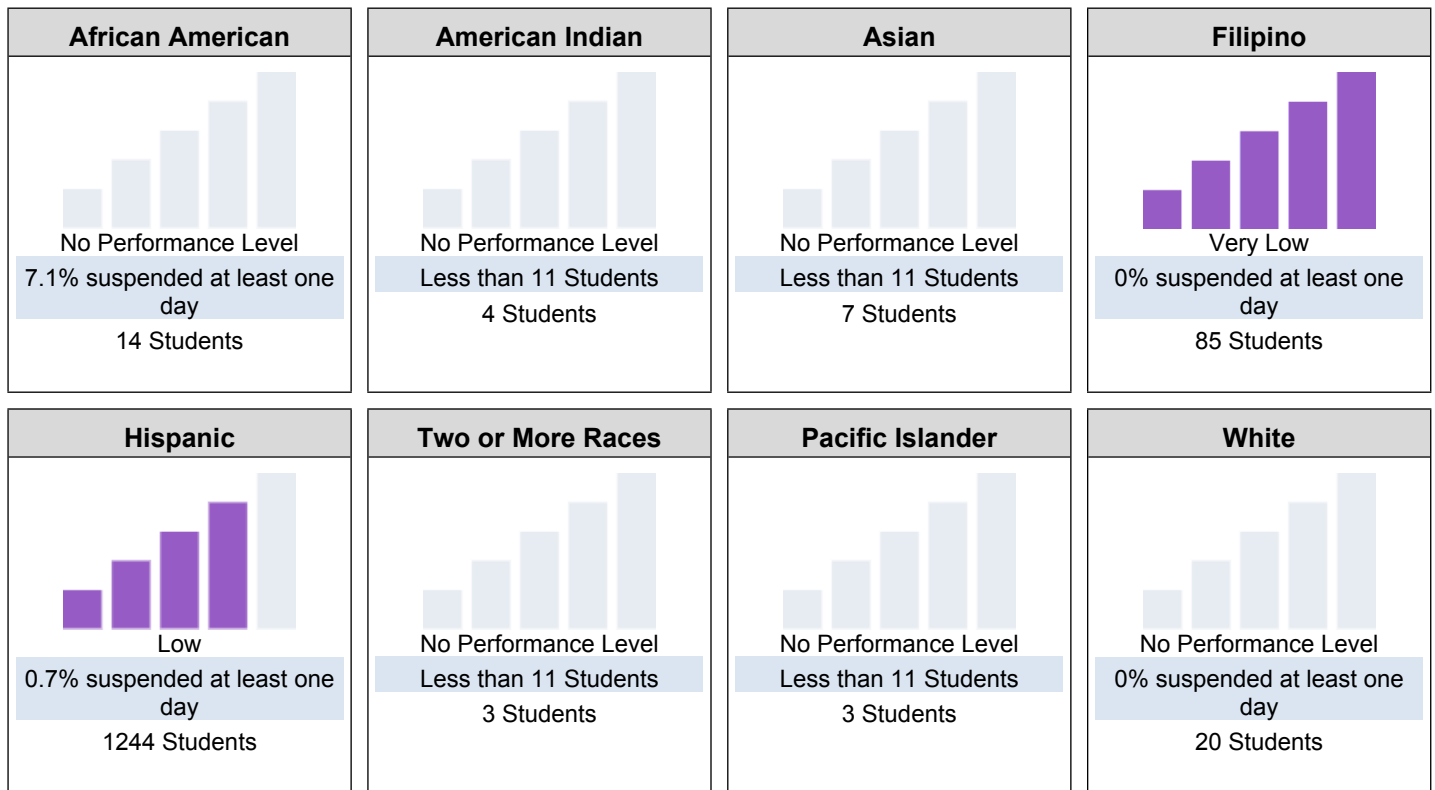 African American
No Performance Level
7.1% suspended at least one
day
14 Students
American Indian
No Performance Level
Less than 11 Students
4 Students
Asian
No Performance Level
Less than 11 Students
7 Students
Filipino
Very Low
0% suspended at least one
day
85 Students
Hispanic
Low
0.7% suspended at least one
day
1244 Students
Two or More Races
No Performance Level
Less than 11 Students
3 Students
Pacific Islander
No Performance Level
Less than 11 Students
3 Students
White
No Performance Level
0% suspended at least one
day
20 Students